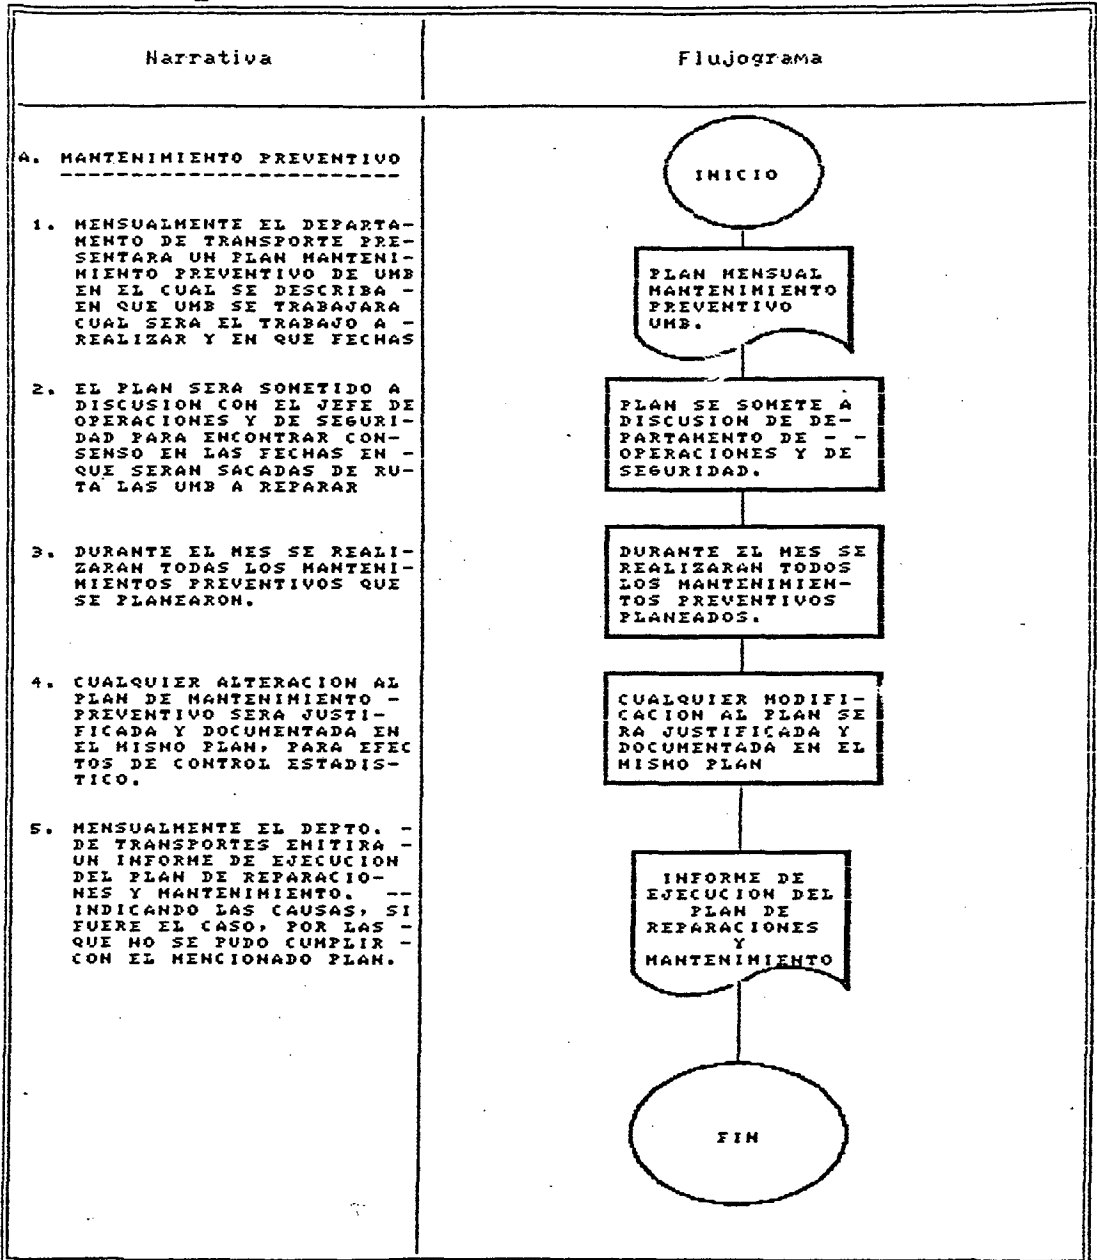 Narrativa
Flujograma
A. MANTENIMIENTO PREVENTIVO
1. MENSUALMENTE EL DEPARTA-
MENTO DE TRANSPORTE PRE-
SENTARA UN PLAN MANTENI-
MIENTO PREVENTIVO DE UMB
EN EL CUAL SE DESCRIBA -
EN QUE UMB SE TRABAJARA
CUAL SERA EL TRABAJO A -
REALIZAR Y EN QUE FECHAS
2. EL PLAN SERA SOMETIDO A
DISCUSION CON EL JEFE DE
OPERACIONES Y DE SEGURI-
DAD PARA ENCONTRAR CON-
SENSO EN LAS FECHAS EN -
QUE SERAN SACADAS DE RU-
TA LAS UMB A REPARAR
3. DURANTE EL MES SE REALI-
ZARAN TODAS LOS MANTENI-
MIENTOS PREVENTIVOS QUE
SE PLANEARON.
4. CUALQUIER ALTERACION AL
PLAN DE MANTENIMIENTO -
PREVENTIVO SERA JUSTI-
FICADA Y DOCUMENTADA EN
EL MISMO PLAN, PARA EFEC
TOS DE CONTROL ESTADIS-
TICO.
5. MENSUALMENTE EL DEPTO. -
DE TRANSPORTES EMITIRA -
UN INFORME DE EJECUCION
DEL PLAN DE REPARACIO-
NES Y MANTENIMIENTO. --
INDICANDO LAS CAUSAS, SI
FUERE EL CASO, POR LAS -
QUE NO SE PUDO CUMPLIR -
CON EL MENCIONADO PLAN.
INICIO
PLAN MENSUAL
MANTENIMIENTO
PREVENTIVO
UMB.
PLAN SE SOMETE A
DISCUSION DE DE-
PARTAMENTO DE - -
OPERACIONES Y DE
SEGURIDAD.
DURANTE EL MES SE
REALIZARAN TODOS
LOS MANTENIMIEN-
TOS PREVENTIVOS
PLANEADOS.
CUALQUIER MODIFI-
CACION AL PLAN SE
RA JUSTIFICADA Y
DOCUMENTADA EN EL
MISMO PLAN
INFORME DE
EJECUCION DEL
PLAN DE
REPARACIONES
Y
MANTENIMIENTO
FIN